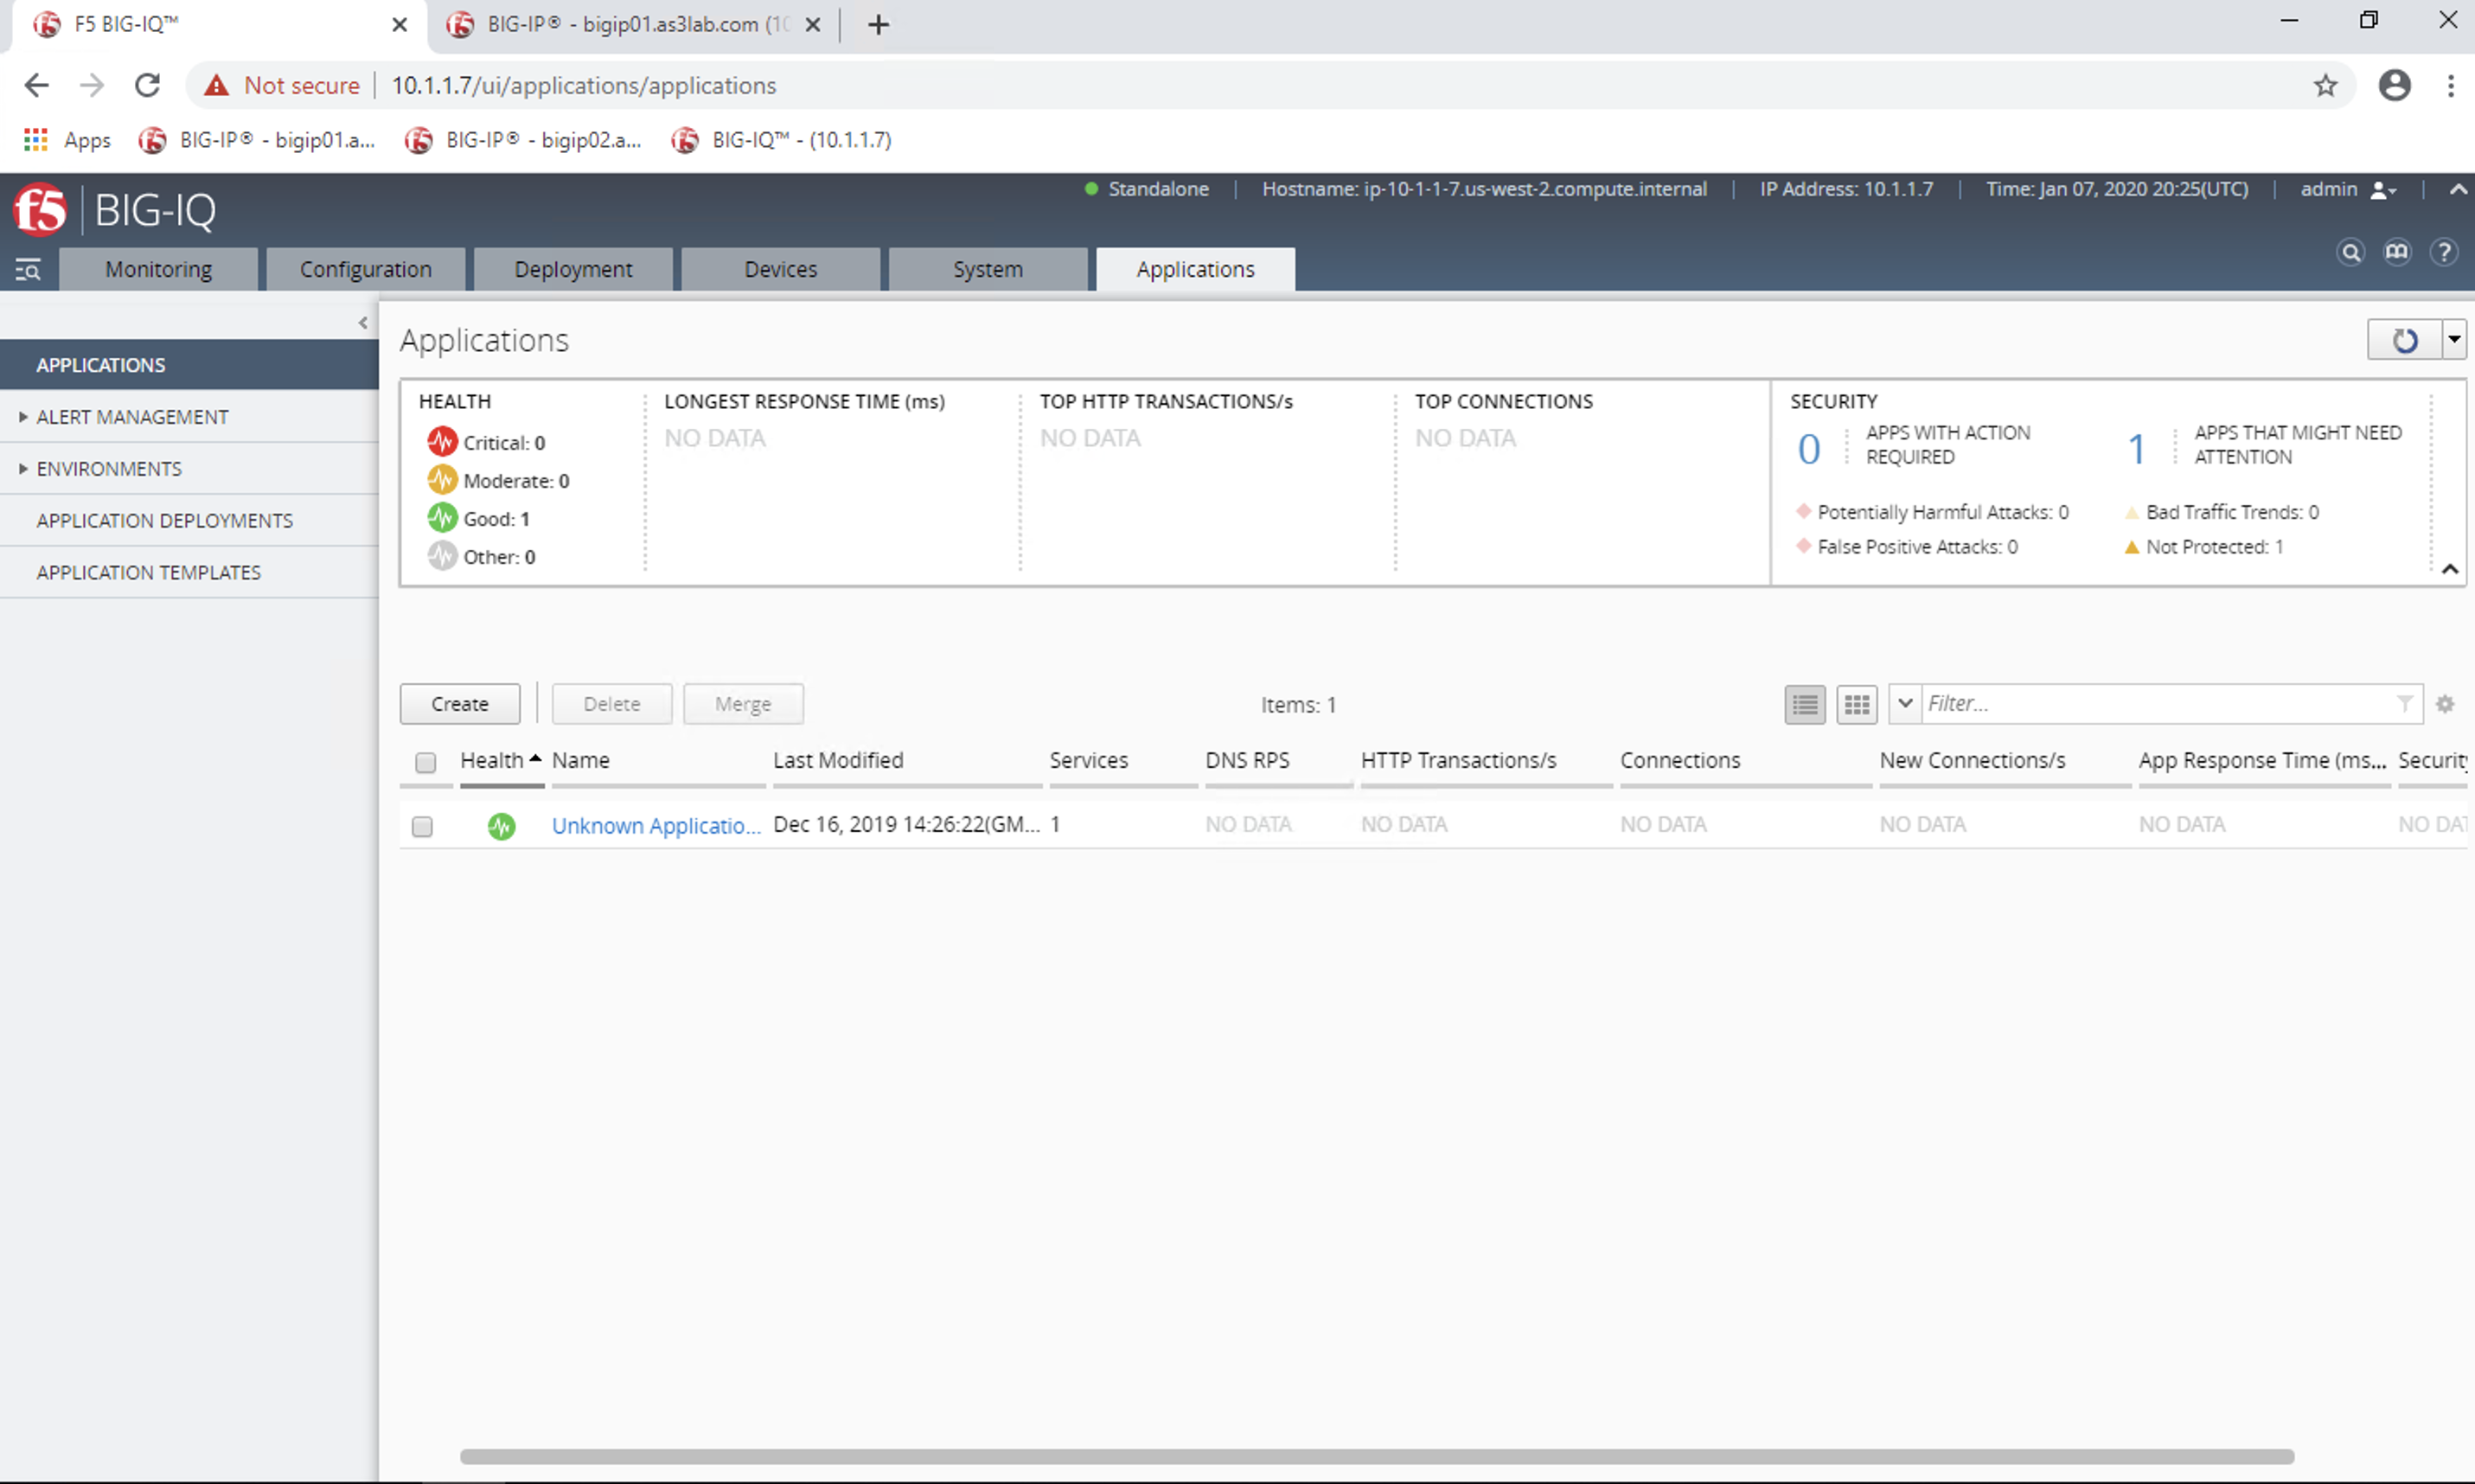 F5 BIG-IQ™
BIG-IP® - bigip01.as3lab.com (10
Not secure
10.1.1.7/ui/applications/applications
Apps
BIG-IP® - bigip01.a...
BIG-IP® - bigip02.a...
BIG-IQ™ - (10.1.1.7)
f5 BIG-IQ
Standalone
Hostname: ip-10-1-1-7.us-west-2.compute.internal
IP Address: 10.1.1.7
Time: Jan 07, 2020 20:25(UTC)
admin
Monitoring
Configuration
Deployment
Devices
System
Applications
APPLICATIONS
ALERT MANAGEMENT
ENVIRONMENTS
APPLICATION DEPLOYMENTS
APPLICATION TEMPLATES
Applications
HEALTH
Critical: 0
Moderate: 0
Good: 1
Other: 0
LONGEST RESPONSE TIME (ms)
NO DATA
TOP HTTP TRANSACTIONS/s
NO DATA
TOP CONNECTIONS
NO DATA
SECURITY
0
APPS WITH ACTION
REQUIRED
1
APPS THAT MIGHT NEED
ATTENTION
Potentially Harmful Attacks: 0
False Positive Attacks: 0
Bad Traffic Trends: 0
Not Protected: 1
Create
Delete
Merge
Items: 1
Filter...
Health Name Last Modified Services DNS RPS HTTP Transactions/s Connections New Connections/s App Response Time (ms... Security
Unknown Applicatio... Dec 16, 2019 14:26:22(GM... 1 NO DATA NO DATA NO DATA NO DATA NO DATA NO DAT